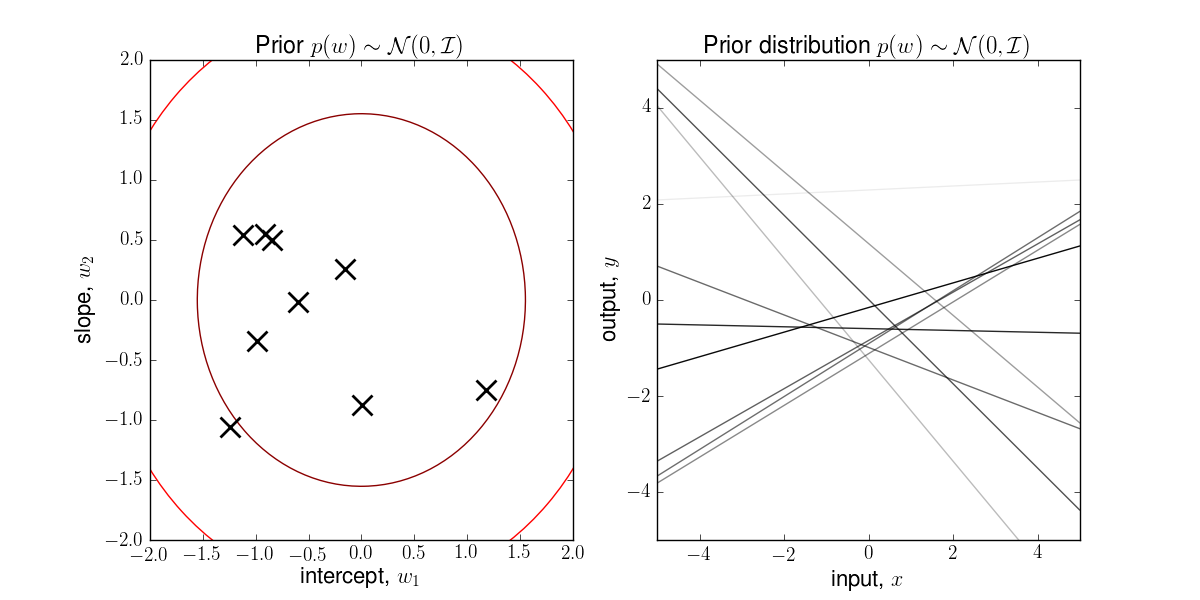 Prior p(w) ∼ 𝒩(0, ℐ)
2.0
1.5
1.0
0.5
0.0
−0.5
−1.0
−1.5
−2.0
slope, w₂
−2.0 −1.5 −1.0 −0.5 0.0 0.5 1.0 1.5 2.0
intercept, w₁
Prior distribution p(w) ∼ 𝒩(0, ℐ)
4
2
0
−2
−4
output, y
−4 −2 0 2 4
input, x